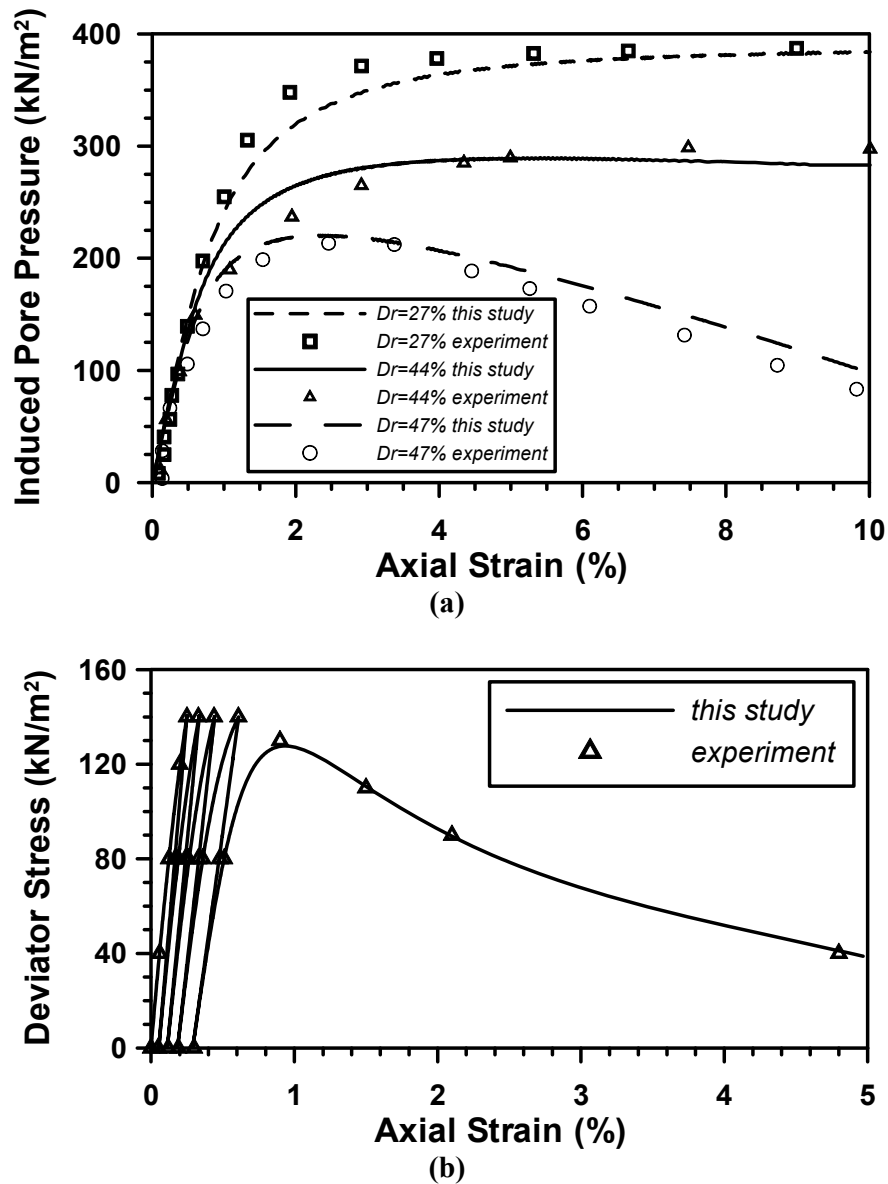 (a)
Induced Pore Pressure (kN/m²)
400
300
200
100
0
Dr=27% this study
Dr=27% experiment
Dr=44% this study
Dr=44% experiment
Dr=47% this study
Dr=47% experiment
0 2 4 6 8 10
Axial Strain (%)
(a)
Deviator Stress (kN/m²)
160
120
80
40
0
this study
experiment
0 1 2 3 4 5
Axial Strain (%)
(b)